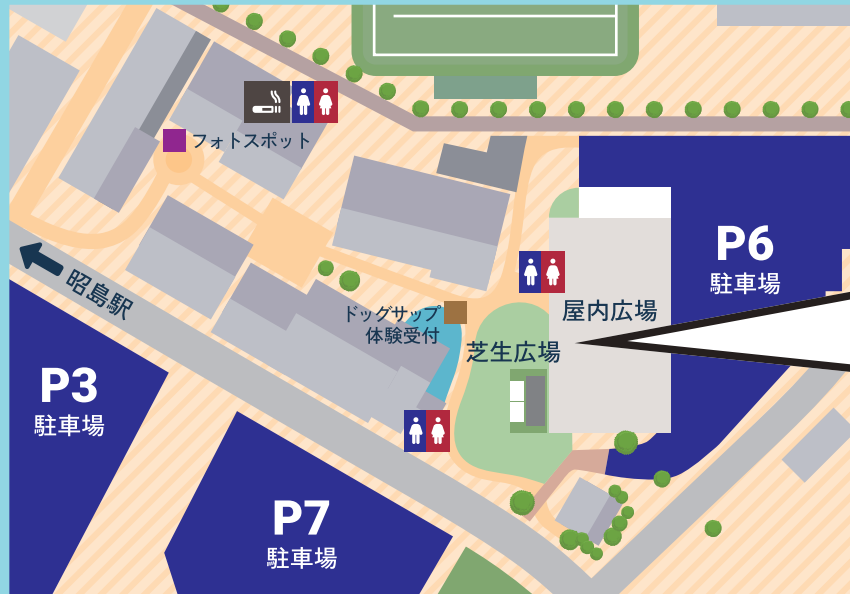 フォトスポット
P6
駐車場
昭島駅
屋内広場
ドッグサップ
体験受付
芝生広場
P3
駐車場
P7
駐車場